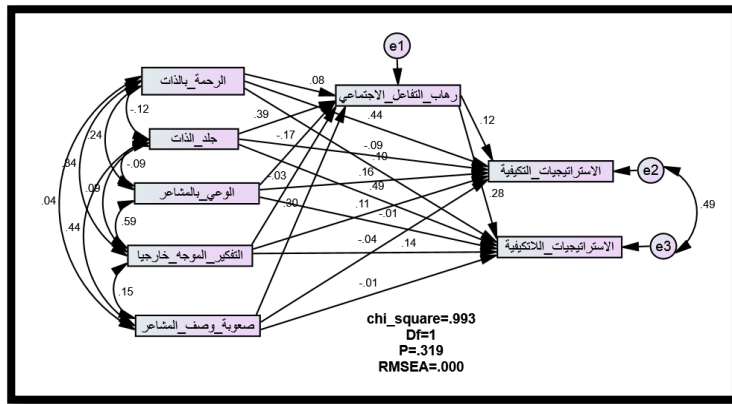 e1
الرحمة_بالذات
.08
رهاب_التفاعل_الاجتماعي
-.12
.39
.44
.12
جلد_الذات
-.17
-.09
.10
.24
الاستراتيجيات_التكيفية
e2
.34
-.09
.16
.09
-.03
.49
الوعي_بالمشاعر
.28
.04
.30
.11
-.01
.49
.59
.44
التفكير_الموجه_خارجيا
-.04
.14
الاستراتيجيات_اللاتكيفية
e3
.15
-.01
صعوبة_وصف_المشاعر
chi_square=.993
Df=1
P=.319
RMSEA=.000